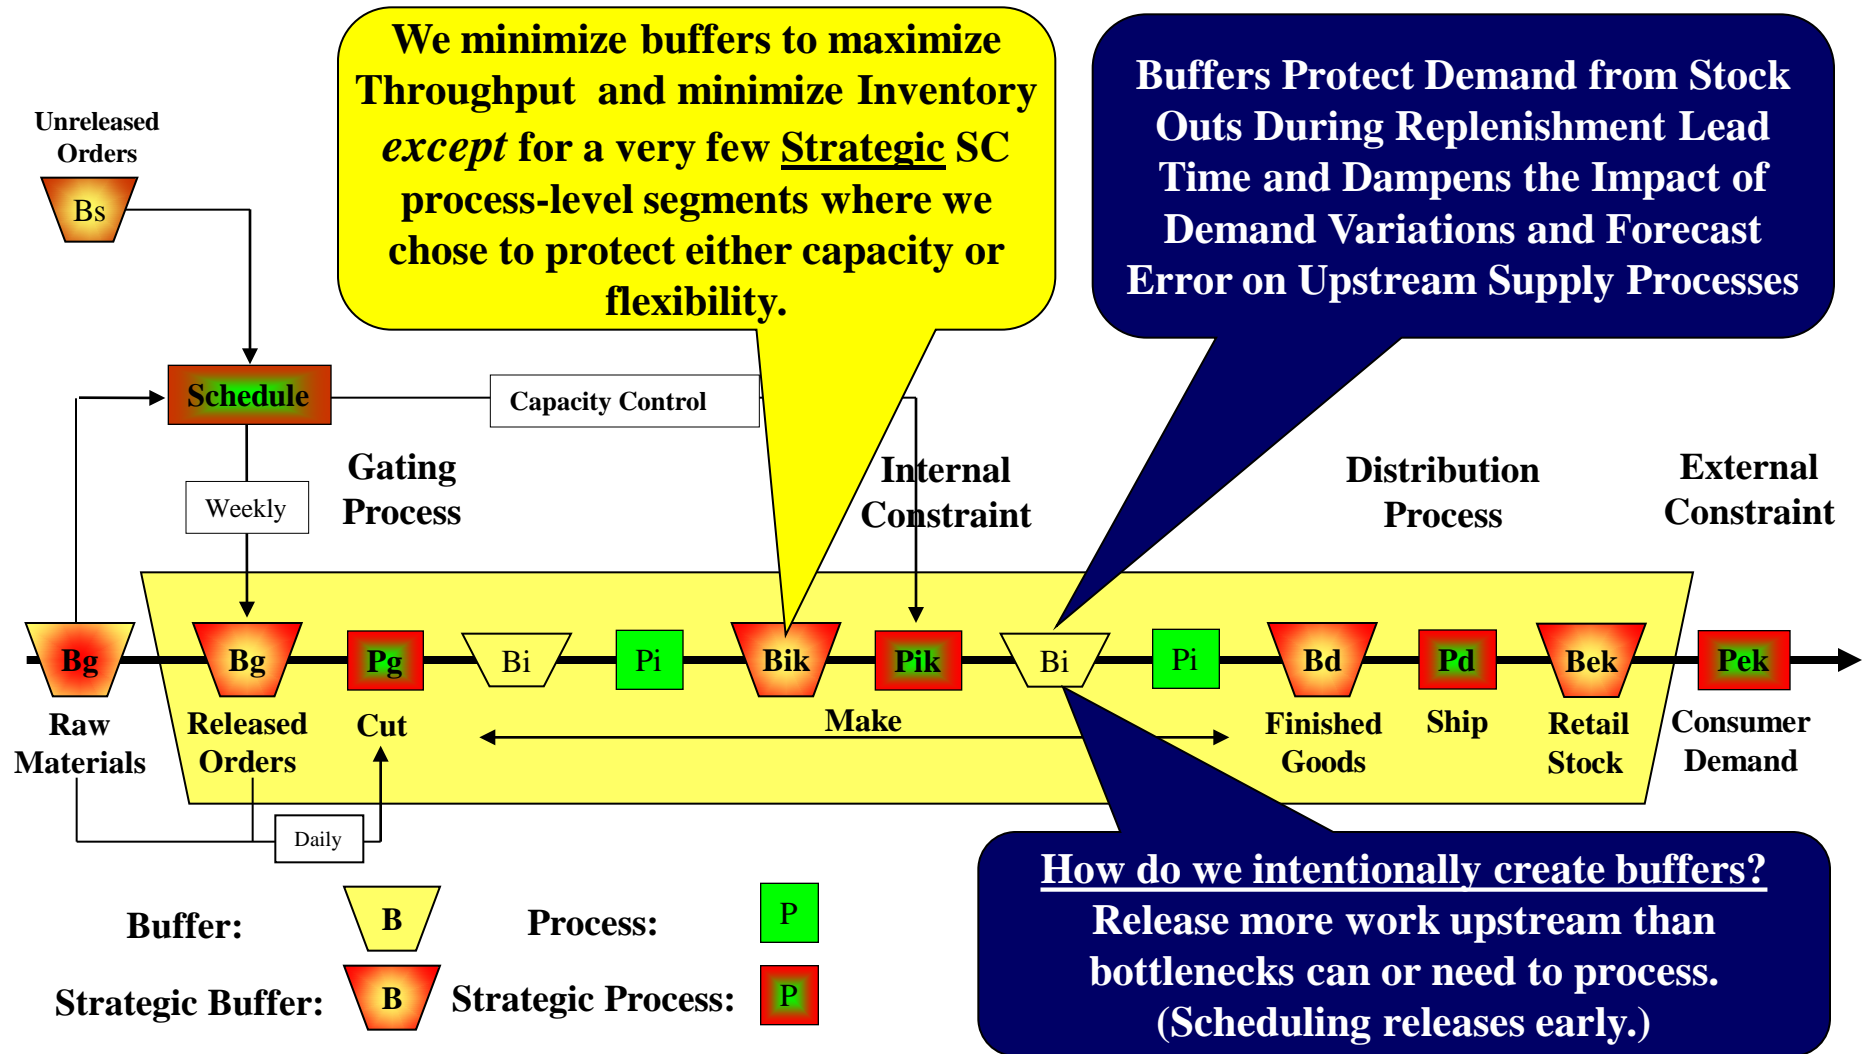 We minimize buffers to maximize
Throughput and minimize Inventory
except for a very few Strategic SC
process-level segments where we
chose to protect either capacity or
flexibility.
Buffers Protect Demand from Stock
Outs During Replenishment Lead
Time and Dampens the Impact of
Demand Variations and Forecast
Error on Upstream Supply Processes
Unreleased
Orders
Bs
Schedule
Capacity Control
Weekly
Gating
Process
Internal
Constraint
Distribution
Process
External
Constraint
Bg
Bg
Pg
Bi
Pi
Bik
Pik
Bi
Pi
Bd
Pd
Bek
Pek
Raw
Materials
Released
Orders
Cut
Make
Finished
Goods
Ship
Retail
Stock
Consumer
Demand
Daily
How do we intentionally create buffers?
Release more work upstream than
bottlenecks can or need to process.
(Scheduling releases early.)
Buffer:
B
Process:
P
Strategic Buffer:
B
Strategic Process:
P